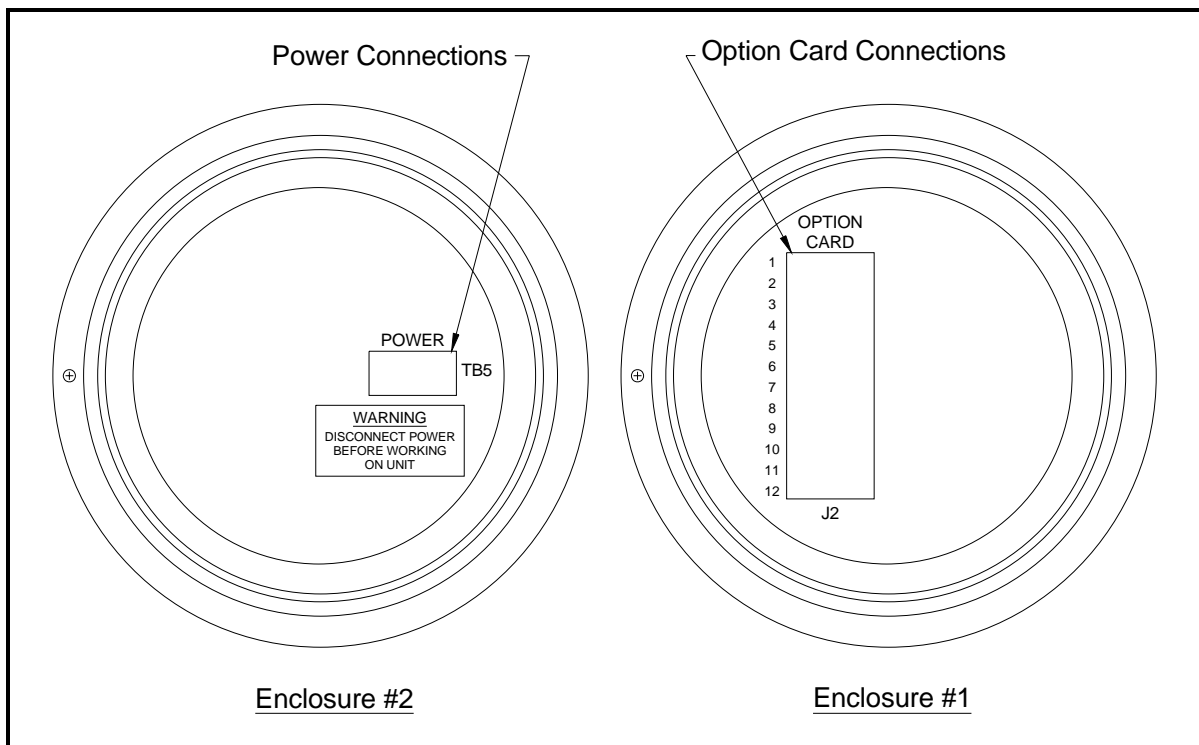 Power Connections
Option Card Connections
POWER
TB5
WARNING
DISCONNECT POWER
BEFORE WORKING
ON UNIT
Enclosure #2
OPTION
CARD
1
2
3
4
5
6
7
8
9
10
11
12
J2
Enclosure #1